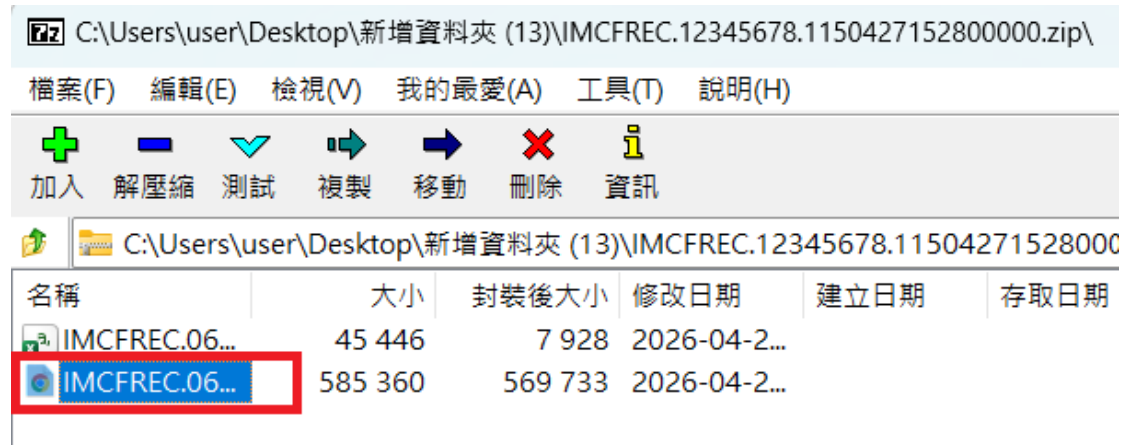 C:\Users\user\Desktop\新增資料夾 (13)\IMCFREC.12345678.1150427152800000.zip\
檔案(F) 編輯(E) 檢視(V) 我的最愛(A) 工具(T) 說明(H)
加入 解壓縮 測試 複製 移動 刪除 資訊
C:\Users\user\Desktop\新增資料夾 (13)\IMCFREC.12345678.11504271528000
名稱 大小 封裝後大小 修改日期 建立日期 存取日期
IMCFREC.06... 45 446 7 928 2026-04-2...
IMCFREC.06... 585 360 569 733 2026-04-2...